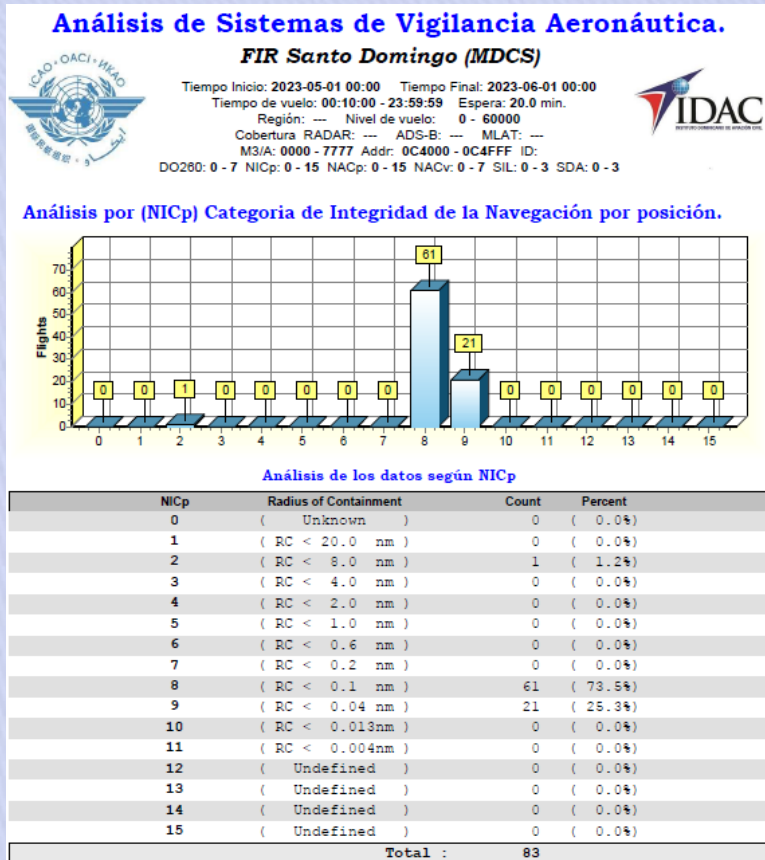 Análisis de Sistemas de Vigilancia Aeronáutica.
FIR Santo Domingo (MDCS)
Tiempo Inicio: 2023-05-01 00:00 Tiempo Final: 2023-06-01 00:00
Tiempo de vuelo: 00:10:00 - 23:59:59 Espera: 20.0 min.
Región: --- Nivel de vuelo: 0 - 60000
Cobertura RADAR: --- ADS-B: --- MLAT: ---
M3/A: 0000 - 7777 Addr: 0C4000 - 0C4FFF ID:
DO260: 0 - 7 NICp: 0 - 15 NACp: 0 - 15 NACv: 0 - 7 SIL: 0 - 3 SDA: 0 - 3
ICAO · OACI · ИКАО
IDAC
INSTITUTO DOMINICANO DE AVIACIÓN CIVIL
Análisis por (NICp) Categoria de Integridad de la Navegación por posición.
Flights
70
60
50
40
30
20
10
0
0 0 1 0 0 0 0 0 61 21 0 0 0 0 0 0
0 1 2 3 4 5 6 7 8 9 10 11 12 13 14 15
Análisis de los datos según NICp
NICp Radius of Containment Count Percent
0 ( Unknown ) 0 ( 0.0%)
1 ( RC < 20.0 nm ) 0 ( 0.0%)
2 ( RC < 8.0 nm ) 1 ( 1.2%)
3 ( RC < 4.0 nm ) 0 ( 0.0%)
4 ( RC < 2.0 nm ) 0 ( 0.0%)
5 ( RC < 1.0 nm ) 0 ( 0.0%)
6 ( RC < 0.6 nm ) 0 ( 0.0%)
7 ( RC < 0.2 nm ) 0 ( 0.0%)
8 ( RC < 0.1 nm ) 61 ( 73.5%)
9 ( RC < 0.04 nm ) 21 ( 25.3%)
10 ( RC < 0.013nm ) 0 ( 0.0%)
11 ( RC < 0.004nm ) 0 ( 0.0%)
12 ( Undefined ) 0 ( 0.0%)
13 ( Undefined ) 0 ( 0.0%)
14 ( Undefined ) 0 ( 0.0%)
15 ( Undefined ) 0 ( 0.0%)
Total : 83